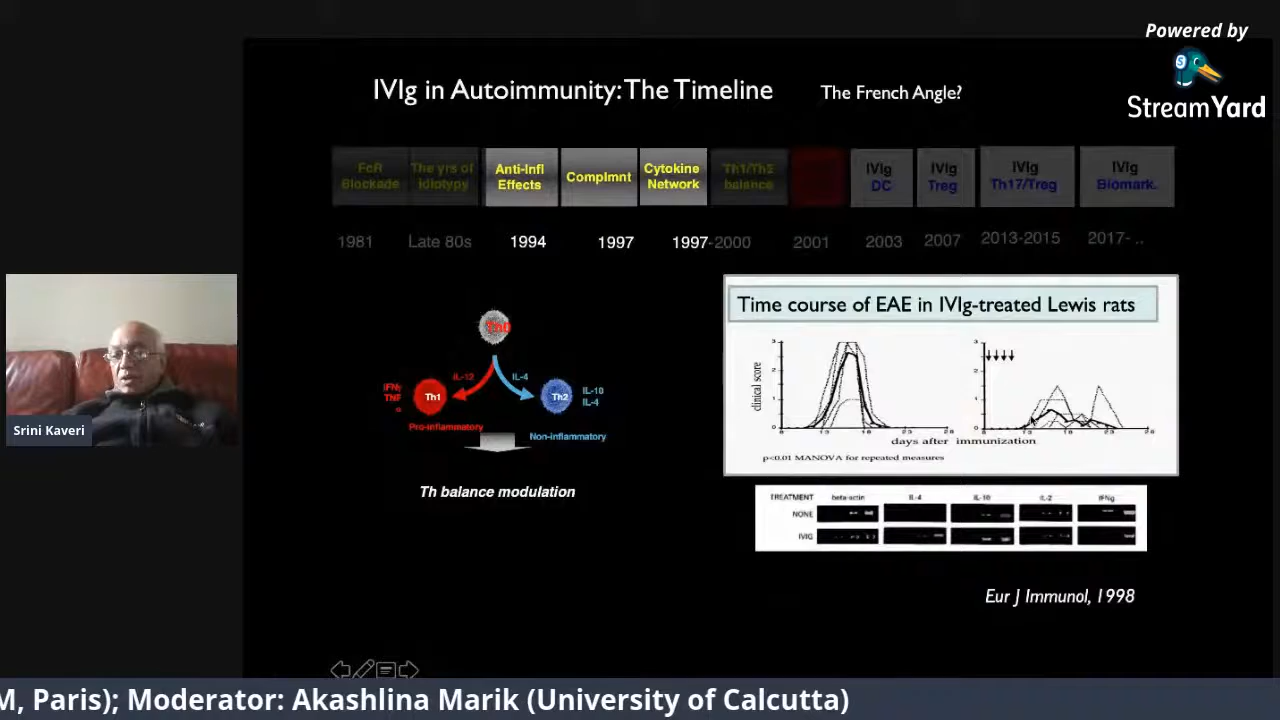 Powered by
StreamYard
IVIg in Autoimmunity: The Timeline
The French Angle?
FcR
Blockade
The yrs of
Idiotypy
Anti-Infl
Effects
Complmnt
Cytokine
Network
Th1/Th2
balance
IVIg
DC
IVIg
Treg
IVIg
Th17/Treg
IVIg
Biomark.
1981
Late 80s
1994
1997
1997-2000
2001
2003
2007
2013-2015
2017- ..
Srini Kaveri
IL-12
IL-4
Th1
Th2
IL-10
IL-4
Pro-inflammatory
Non-inflammatory
Th balance modulation
Time course of EAE in IVIg-treated Lewis rats
clinical score
days after immunization
p<0.01 MANOVA for repeated measures
TREATMENT beta-actin IL-4 IL-10 IL-2 IFNg
NONE
IVIG
Eur J Immunol, 1998
M, Paris); Moderator: Akashlina Marik (University of Calcutta)